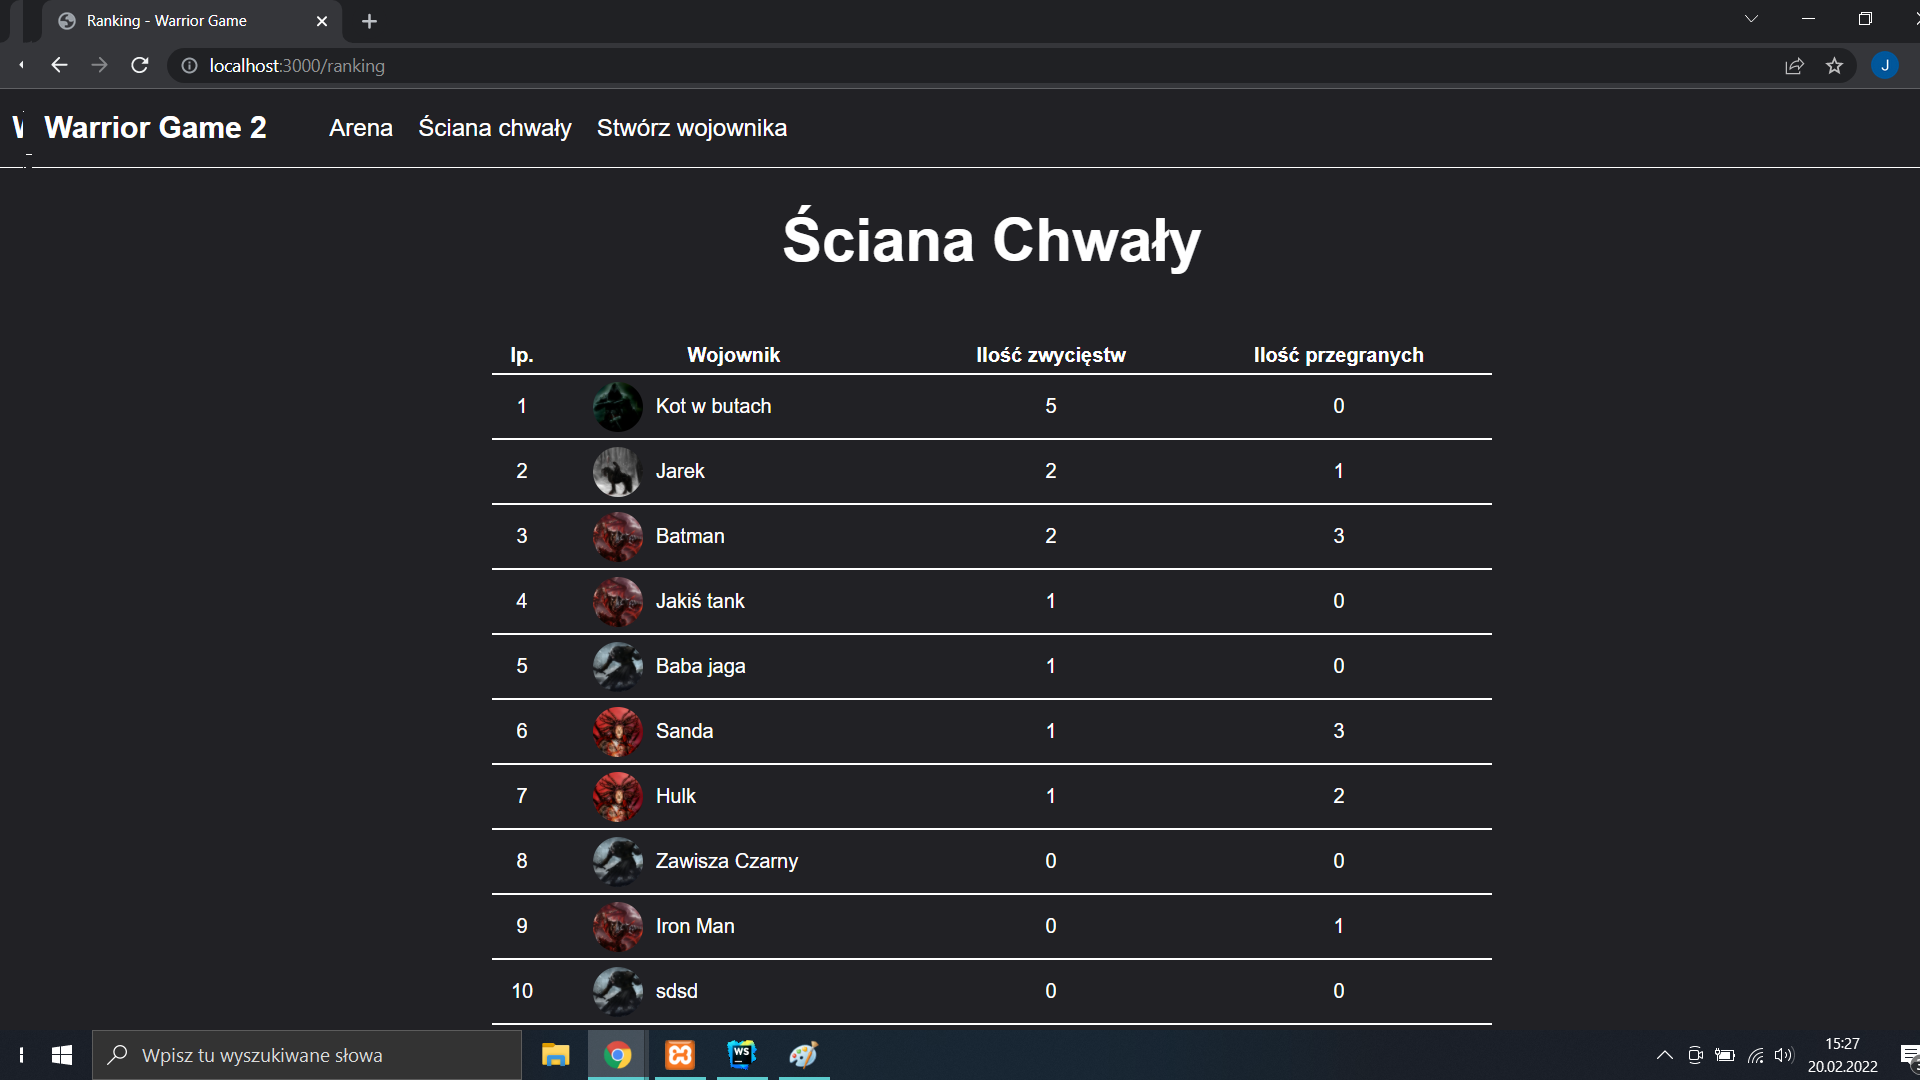 Ranking - Warrior Game
localhost:3000/ranking
J
Warrior Game 2 Arena Ściana chwały Stwórz wojownika
Ściana Chwały
lp. Wojownik Ilość zwycięstw Ilość przegranych
1 Kot w butach 5 0
2 Jarek 2 1
3 Batman 2 3
4 Jakiś tank 1 0
5 Baba jaga 1 0
6 Sanda 1 3
7 Hulk 1 2
8 Zawisza Czarny 0 0
9 Iron Man 0 1
10 sdsd 0 0
Wpisz tu wyszukiwane słowa
WS
15:27
20.02.2022